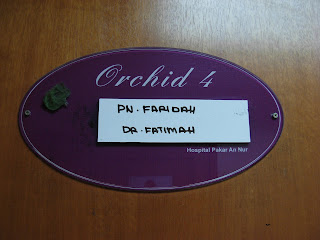 Orchid 4
PN. FARIDAH
DR. FATIMAH
Hospital Pakar An Nur